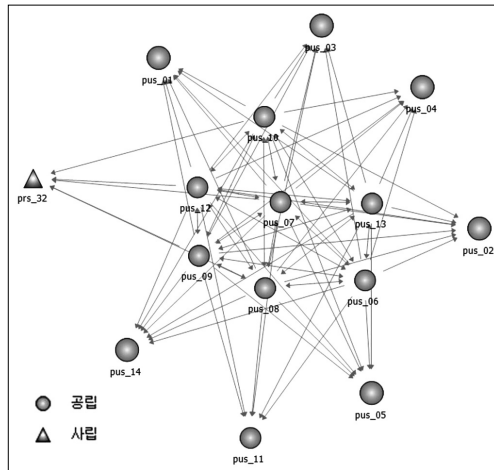 pus_03
pus_01
pus_04
pus_10
prs_32
pus_12
pus_07
pus_13
pus_02
pus_09
pus_08
pus_06
pus_14
pus_05
공립
사립
pus_11